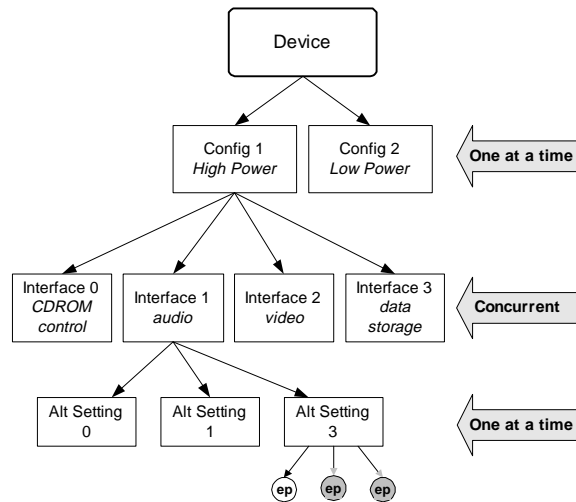 Device
Config 1
High Power
Config 2
Low Power
One at a time
Interface 0
CDROM
control
Interface 1
audio
Interface 2
video
Interface 3
data
storage
Concurrent
Alt Setting
0
Alt Setting
1
Alt Setting
3
One at a time
ep
ep
ep